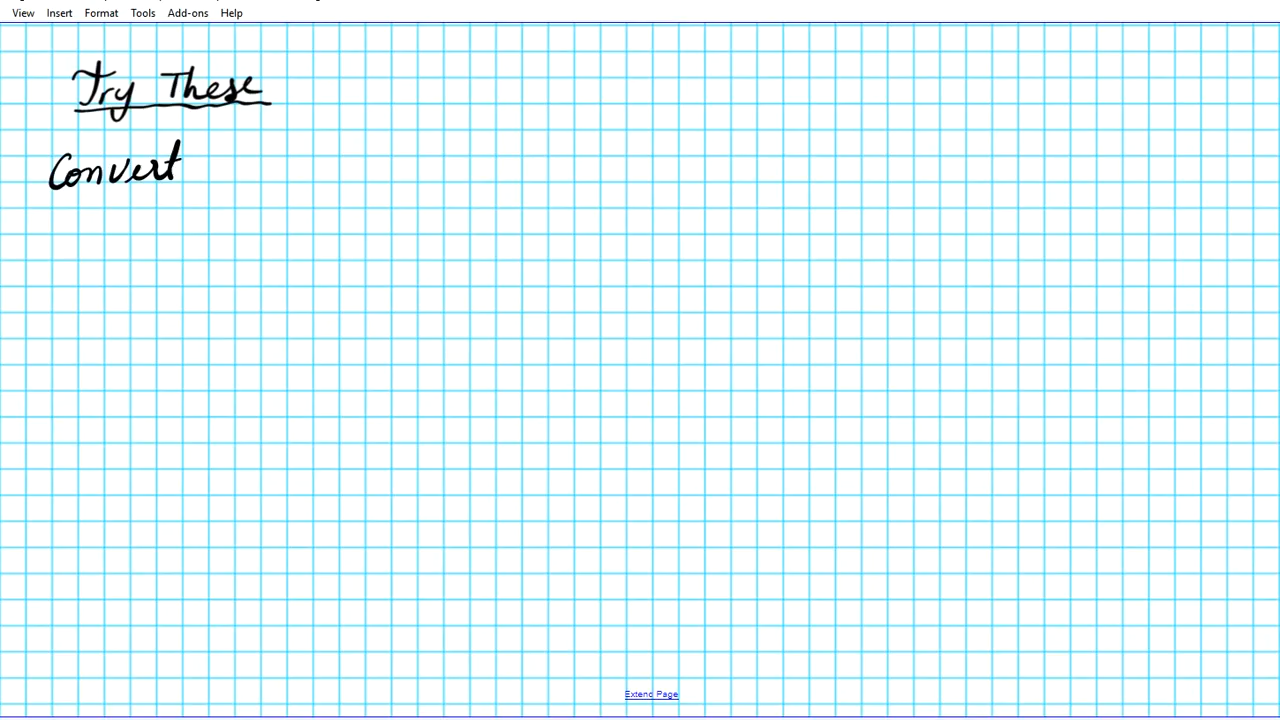 View Insert Format Tools Add-ons Help
Try These
Convert
Extend Page